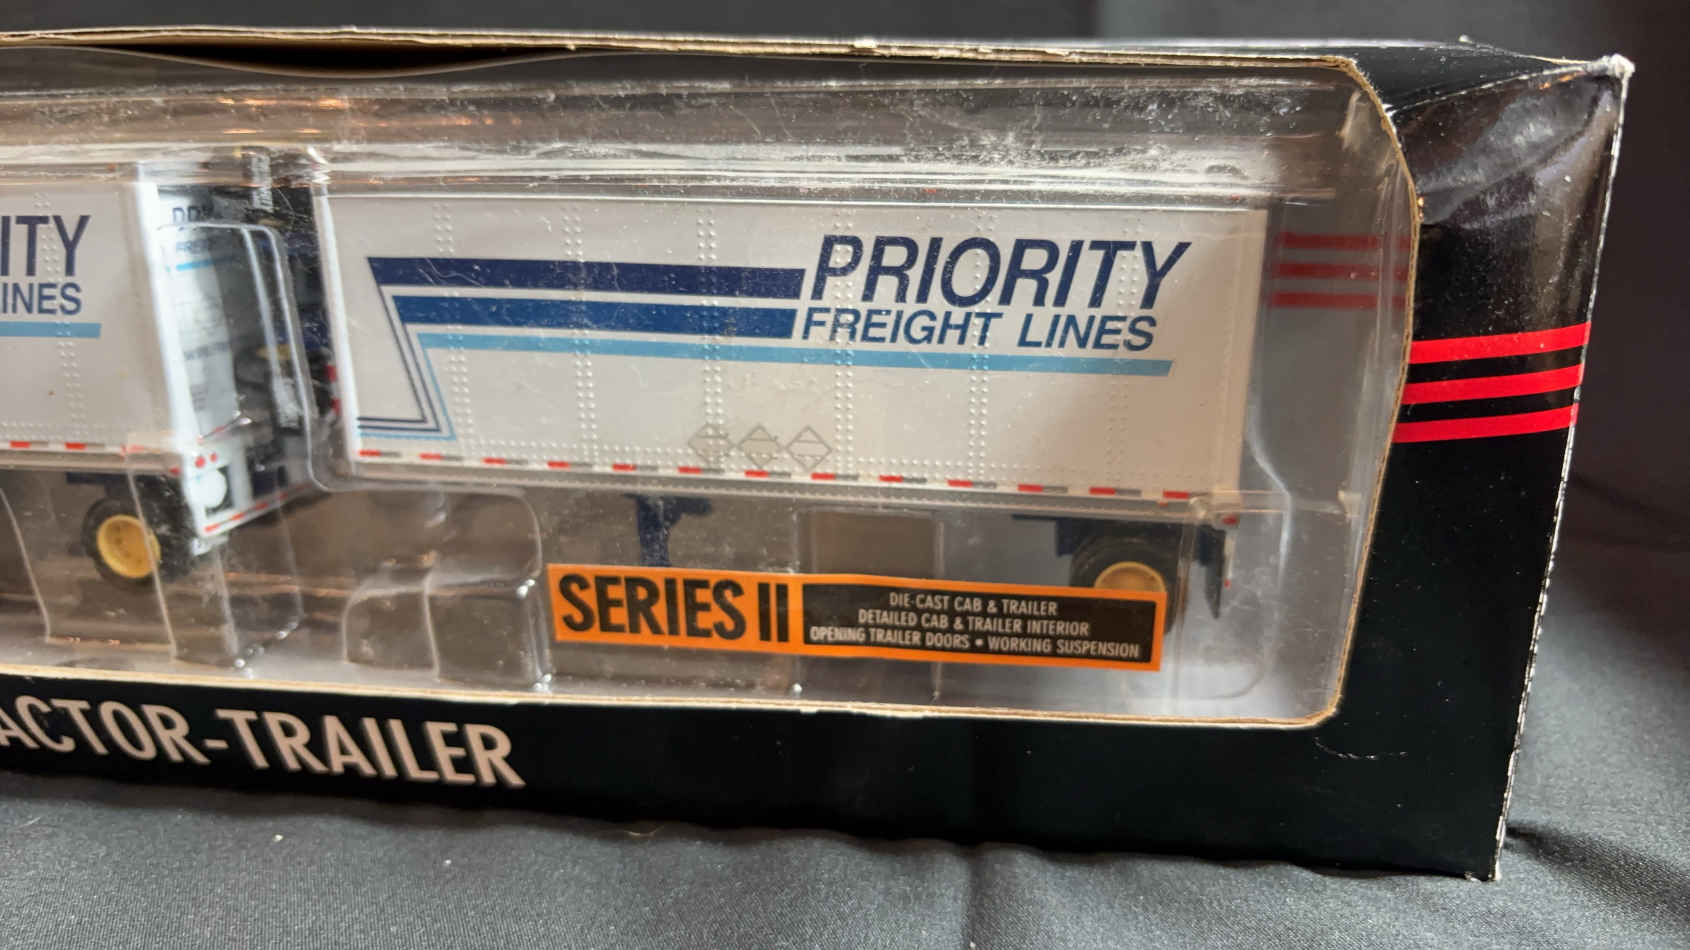 ITY
INES
PRIORITY
FREIGHT LINES
SERIES II
DIE-CAST CAB & TRAILER
DETAILED CAB & TRAILER INTERIOR
OPENING TRAILER DOORS • WORKING SUSPENSION
ACTOR-TRAILER